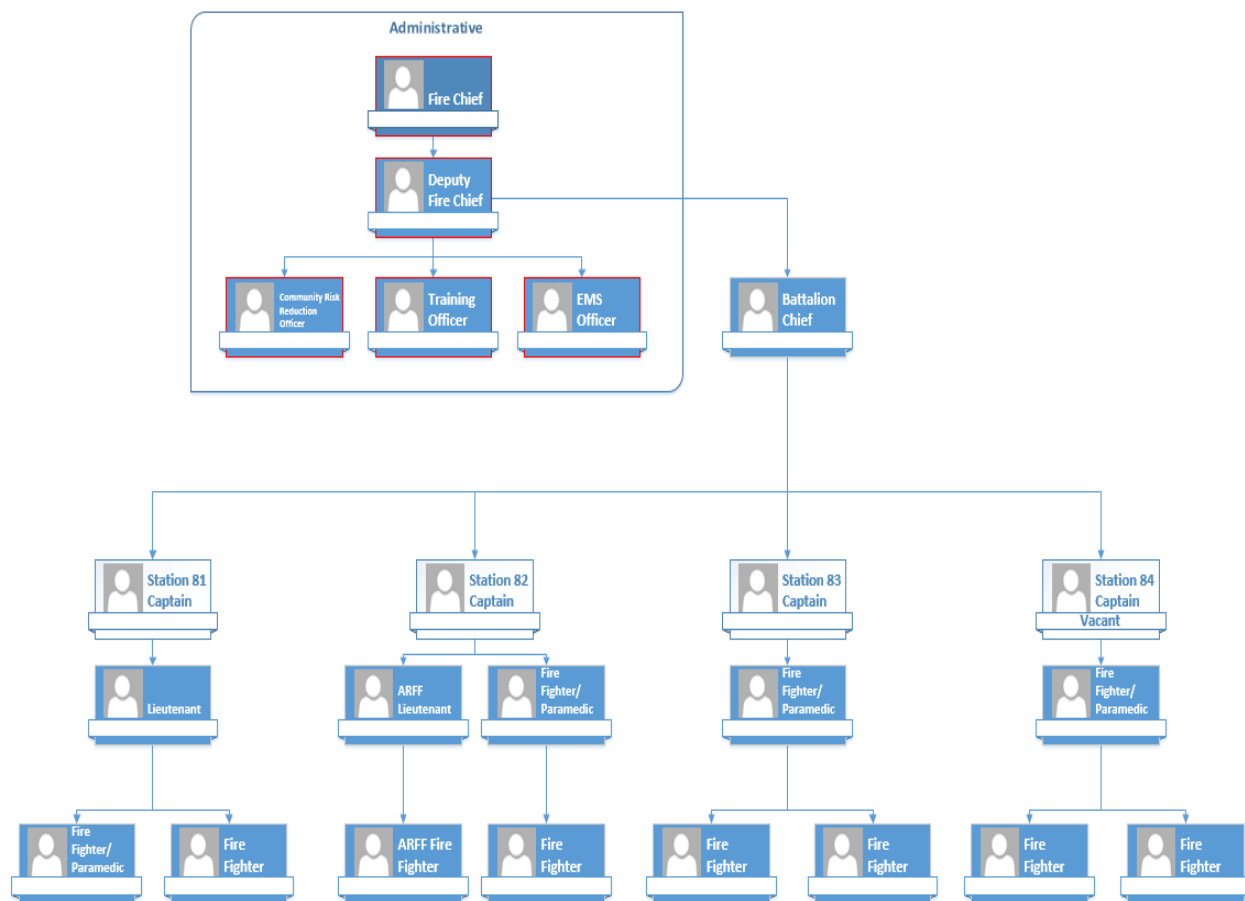 Administrative
Fire Chief
Deputy
Fire Chief
Community Risk
Reduction
Officer
Training
Officer
EMS
Officer
Battalion
Chief
Station 81
Captain
Station 82
Captain
Station 83
Captain
Station 84
Captain
Vacant
Lieutenant
ARFF
Lieutenant
Fire
Fighter/
Paramedic
Fire
Fighter/
Paramedic
Fire
Fighter/
Paramedic
Fire
Fighter/
Paramedic
Fire
Fighter
ARFF Fire
Fighter
Fire
Fighter
Fire
Fighter
Fire
Fighter
Fire
Fighter
Fire
Fighter